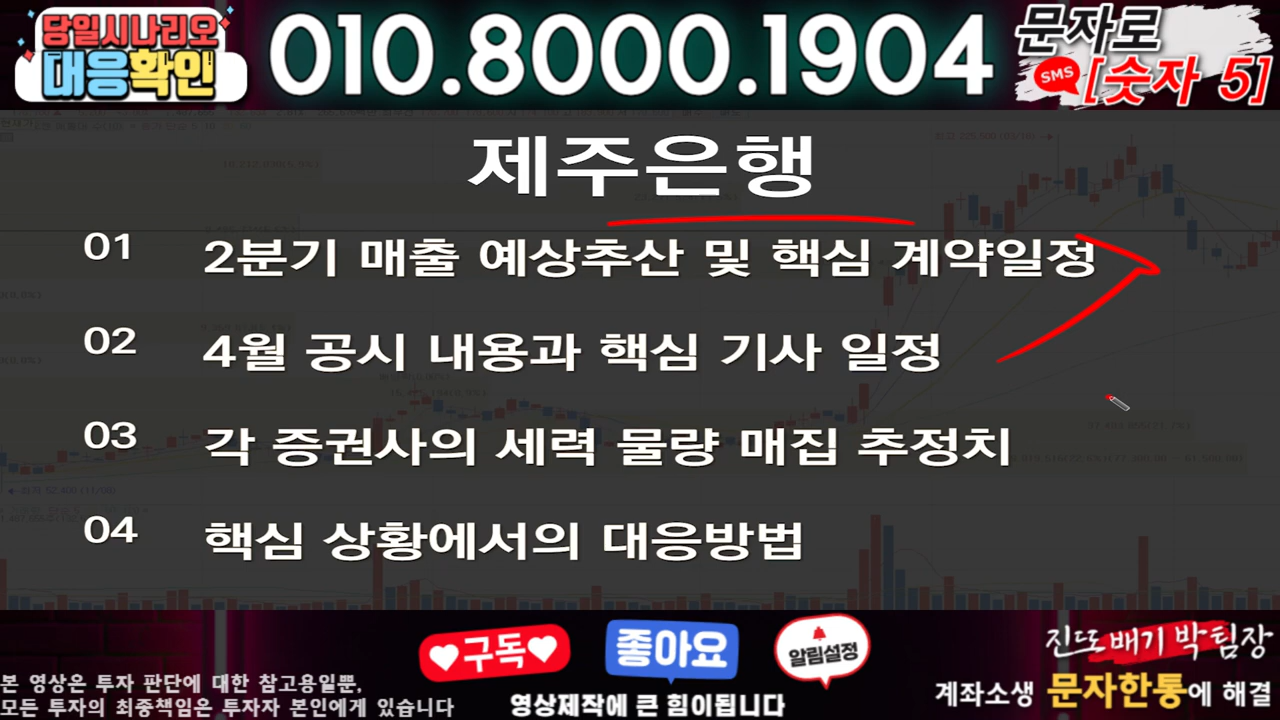 당일시나리오
대응확인
010.8000.1904
문자로
SMS [숫자 5]
제주은행
01 2분기 매출 예상추산 및 핵심 계약일정
02 4월 공시 내용과 핵심 기사 일정
03 각 증권사의 세력 물량 매집 추정치
04 핵심 상황에서의 대응방법
본 영상은 투자 판단에 대한 참고용일뿐,
모든 투자의 최종책임은 투자자 본인에게 있습니다
구독
좋아요
알림설정
영상제작에 큰 힘이됩니다
진또배기 박팀장
계좌소생 문자한통에 해결